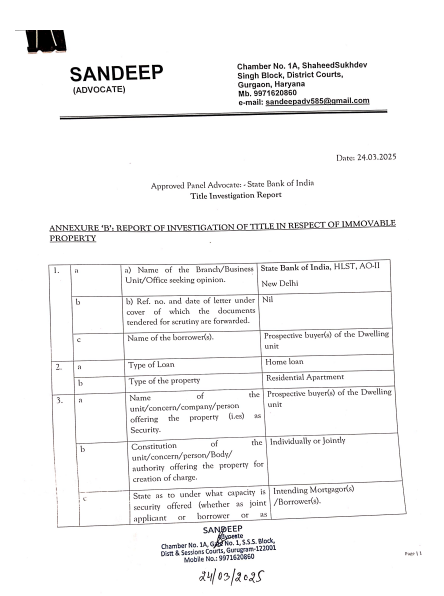 SANDEEP
(ADVOCATE)
Chamber No. 1A, ShaheedSukhdev
Singh Block, District Courts,
Gurgaon, Haryana
Mb. 9971620860
e-mail: sandeepadv585@gmail.com
Date: 24.03.2025
Approved Panel Advocate: - State Bank of India
Title Investigation Report
ANNEXURE 'B': REPORT OF INVESTIGATION OF TITLE IN RESPECT OF IMMOVABLE
PROPERTY
1. a a) Name of the Branch/Business State Bank of India, HLST, AO-II
Unit/Office seeking opinion. New Delhi
b b) Ref. no. and date of letter under Nil
cover of which the documents
tendered for scrutiny are forwarded.
c Name of the borrower(s). Prospective buyer(s) of the Dwelling
unit
2. a Type of Loan Home loan
b Type of the property Residential Apartment
3. a Name of the Prospective buyer(s) of the Dwelling
unit/concern/company/person unit
offering the property (i.es) as
Security.
b Constitution of the Individually or Jointly
unit/concern/person/Body/
authority offering the property for
creation of charge.
c State as to under what capacity is Intending Mortgagor(s)
security offered (whether as joint /Borrower(s).
applicant or borrower or as
SANDEEP
Advocate
Chamber No. 1A, Gate No. 1, S.S.S. Block,
Distt & Sessions Courts, Gurugram-122001
Mobile No.: 9971620860
24/03/2025
Page | 1